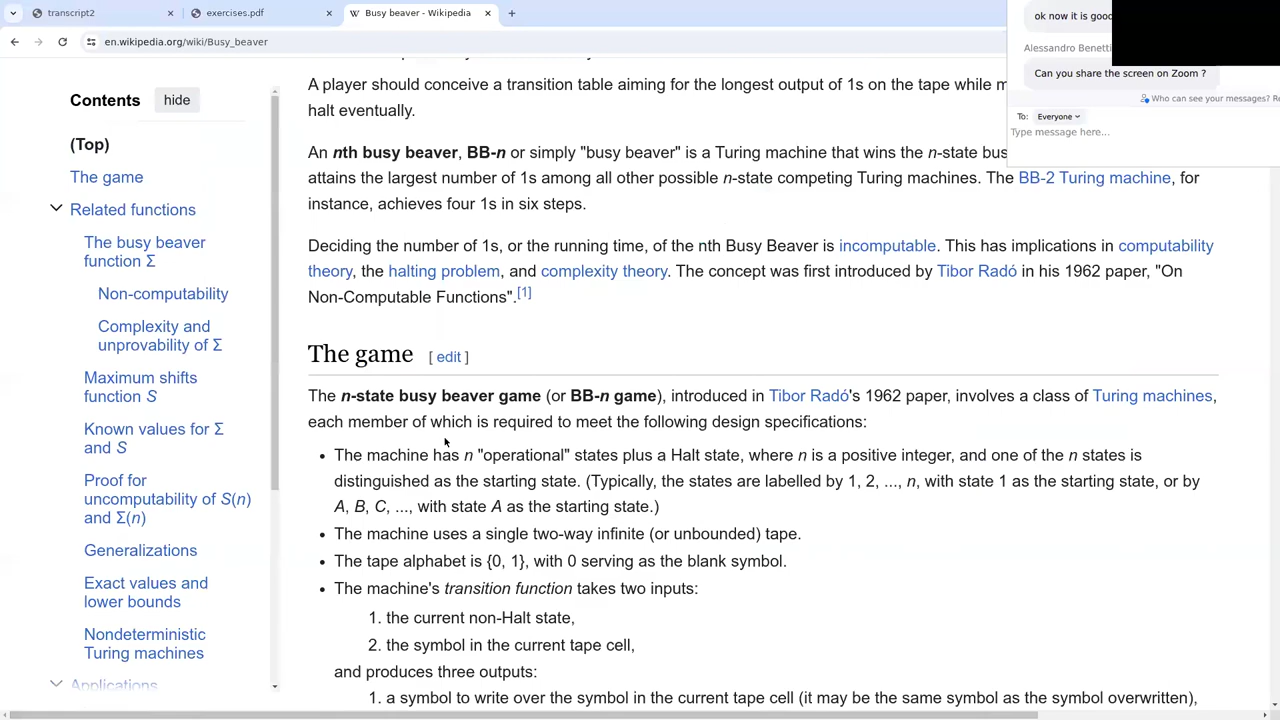 transcript2
exercises.pdf
Busy beaver - Wikipedia
en.wikipedia.org/wiki/Busy_beaver
ok now it is good
Alessandro Benetti
Can you share the screen on Zoom ?
Who can see your messages? Re
To: Everyone
Type message here...
Contents hide
(Top)
The game
Related functions
The busy beaver
function Σ
Non-computability
Complexity and
unprovability of Σ
Maximum shifts
function S
Known values for Σ
and S
Proof for
uncomputability of S(n)
and Σ(n)
Generalizations
Exact values and
lower bounds
Nondeterministic
Turing machines
Applications
A player should conceive a transition table aiming for the longest output of 1s on the tape while m
halt eventually.
An nth busy beaver, BB-n or simply "busy beaver" is a Turing machine that wins the n-state bus
attains the largest number of 1s among all other possible n-state competing Turing machines. The BB-2 Turing machine, for
instance, achieves four 1s in six steps.
Deciding the number of 1s, or the running time, of the nth Busy Beaver is incomputable. This has implications in computability
theory, the halting problem, and complexity theory. The concept was first introduced by Tibor Radó in his 1962 paper, "On
Non-Computable Functions".[1]
The game [ edit ]
The n-state busy beaver game (or BB-n game), introduced in Tibor Radó's 1962 paper, involves a class of Turing machines,
each member of which is required to meet the following design specifications:
• The machine has n "operational" states plus a Halt state, where n is a positive integer, and one of the n states is
distinguished as the starting state. (Typically, the states are labelled by 1, 2, ..., n, with state 1 as the starting state, or by
A, B, C, ..., with state A as the starting state.)
• The machine uses a single two-way infinite (or unbounded) tape.
• The tape alphabet is {0, 1}, with 0 serving as the blank symbol.
• The machine's transition function takes two inputs:
1. the current non-Halt state,
2. the symbol in the current tape cell,
and produces three outputs:
1. a symbol to write over the symbol in the current tape cell (it may be the same symbol as the symbol overwritten),